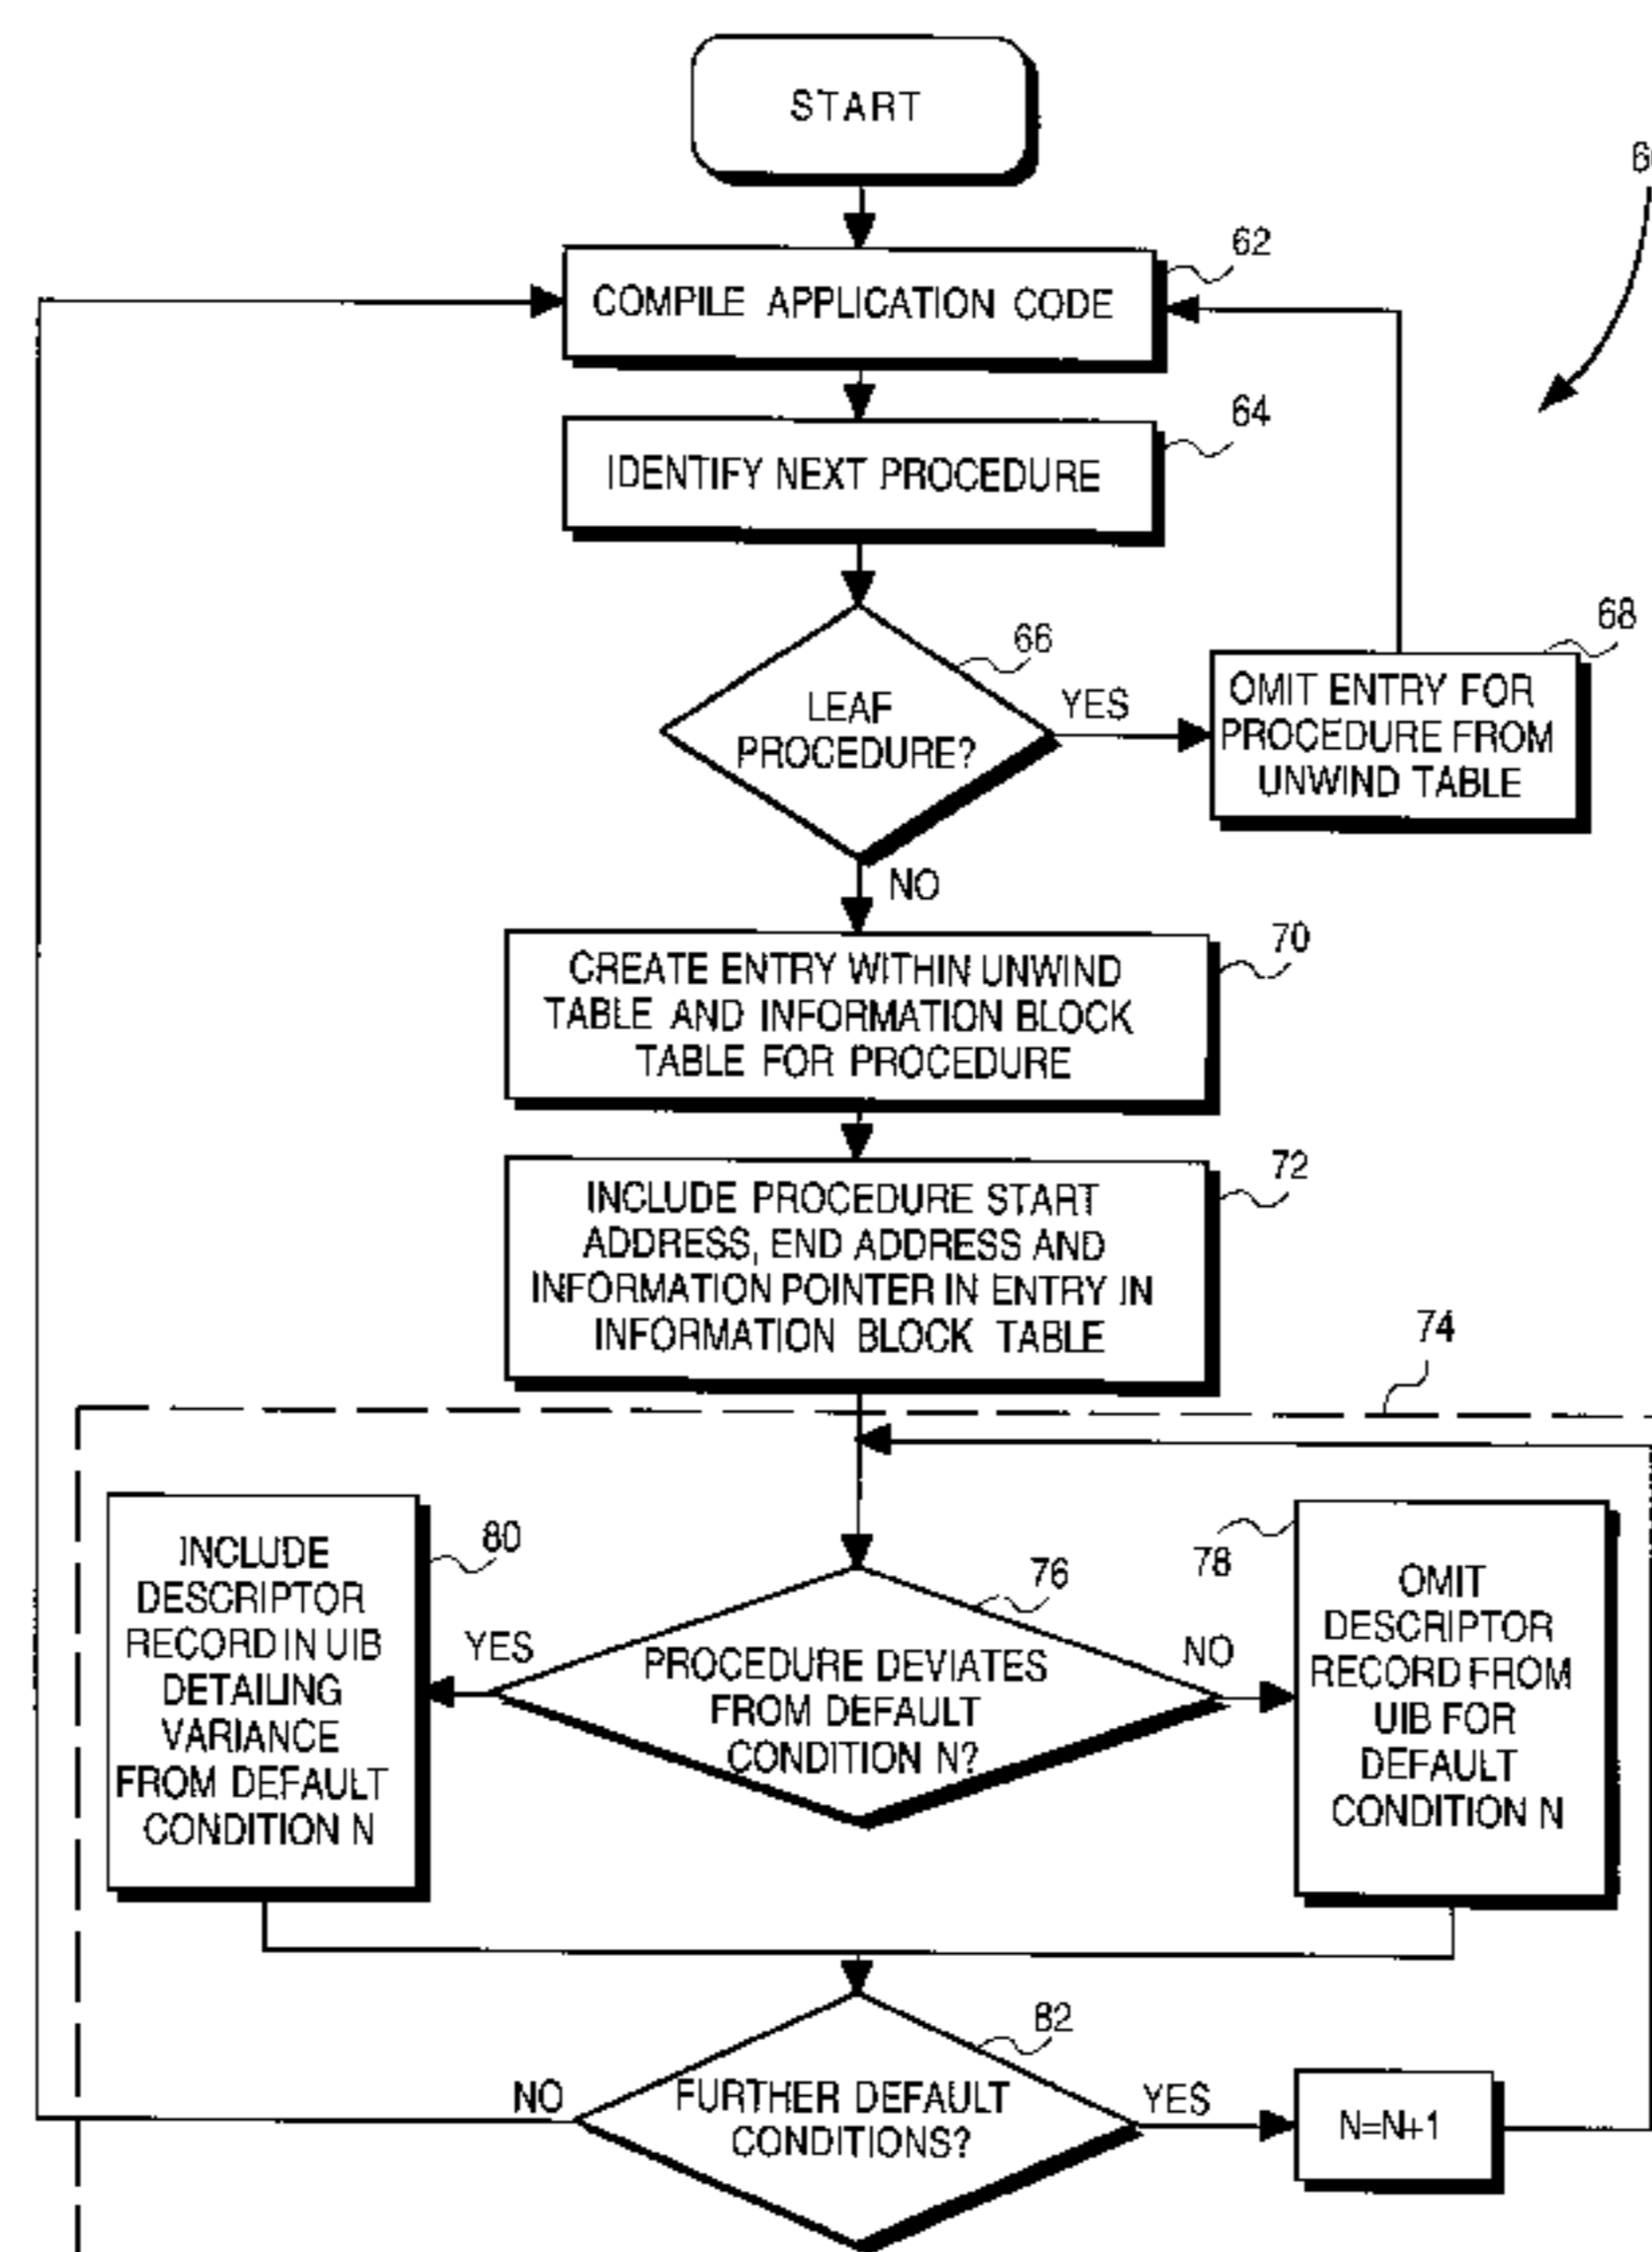 START
62
COMPILE APPLICATION CODE
64
IDENTIFY NEXT PROCEDURE
66
LEAF
PROCEDURE?
YES
68
OMIT ENTRY FOR
PROCEDURE FROM
UNWIND TABLE
NO
70
CREATE ENTRY WITHIN UNWIND
TABLE AND INFORMATION BLOCK
TABLE FOR PROCEDURE
72
INCLUDE PROCEDURE START
ADDRESS, END ADDRESS AND
INFORMATION POINTER IN ENTRY IN
INFORMATION BLOCK TABLE
74
80
INCLUDE
DESCRIPTOR
RECORD IN UIB
DETAILING
VARIANCE
FROM DEFAULT
CONDITION N
YES
76
PROCEDURE DEVIATES
FROM DEFAULT
CONDITION N?
NO
78
OMIT
DESCRIPTOR
RECORD FROM
UIB FOR
DEFAULT
CONDITION N
82
NO
FURTHER DEFAULT
CONDITIONS?
YES
N=N+1